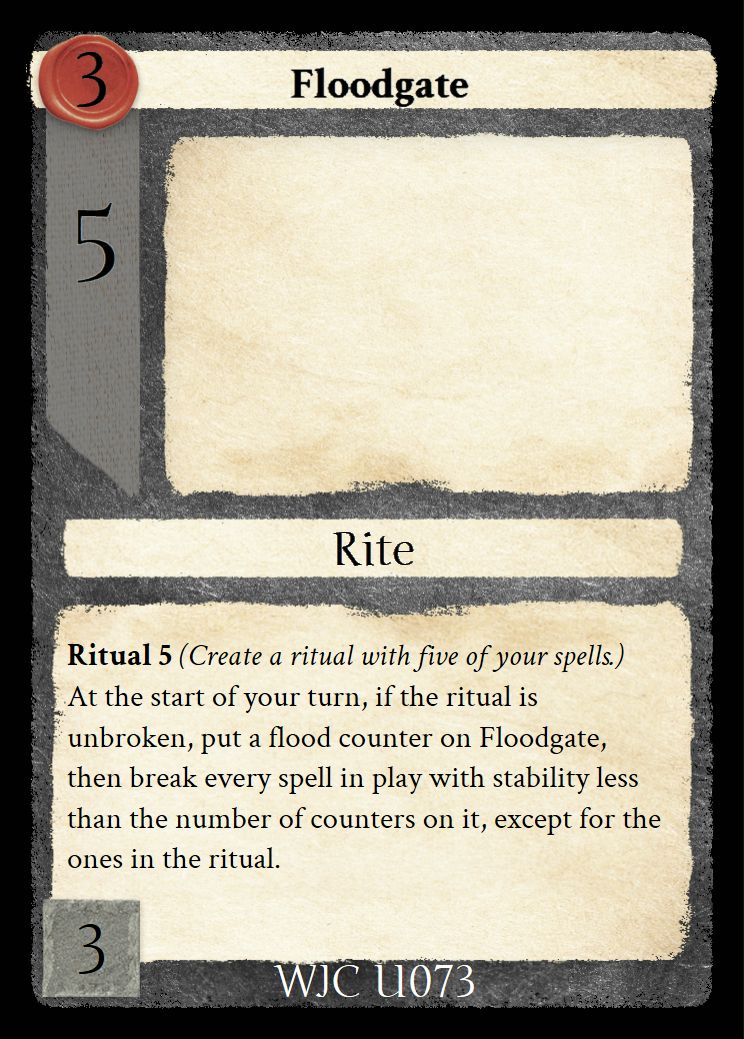 3
Floodgate
5
Rite
Ritual 5 (Create a ritual with five of your spells.)
At the start of your turn, if the ritual is
unbroken, put a flood counter on Floodgate,
then break every spell in play with stability less
than the number of counters on it, except for the
ones in the ritual.
3
WJC U073